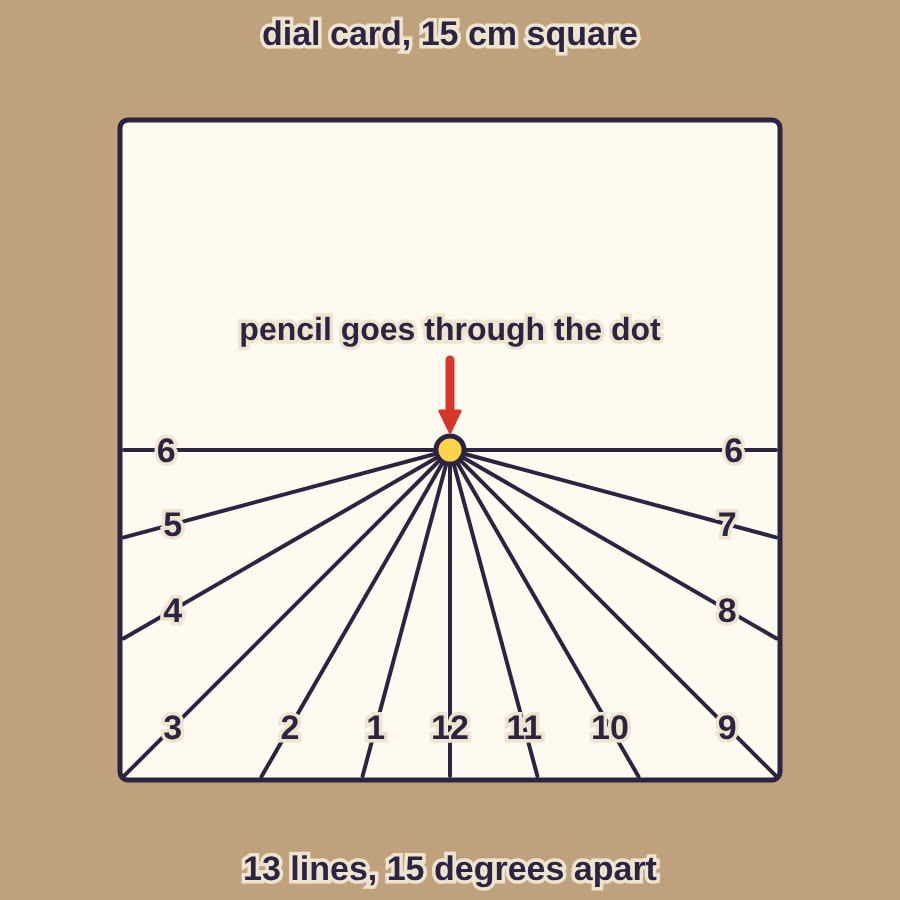 dial card, 15 cm square
pencil goes through the dot
6 6
5 7
4 8
3 2 1 12 11 10 9
13 lines, 15 degrees apart